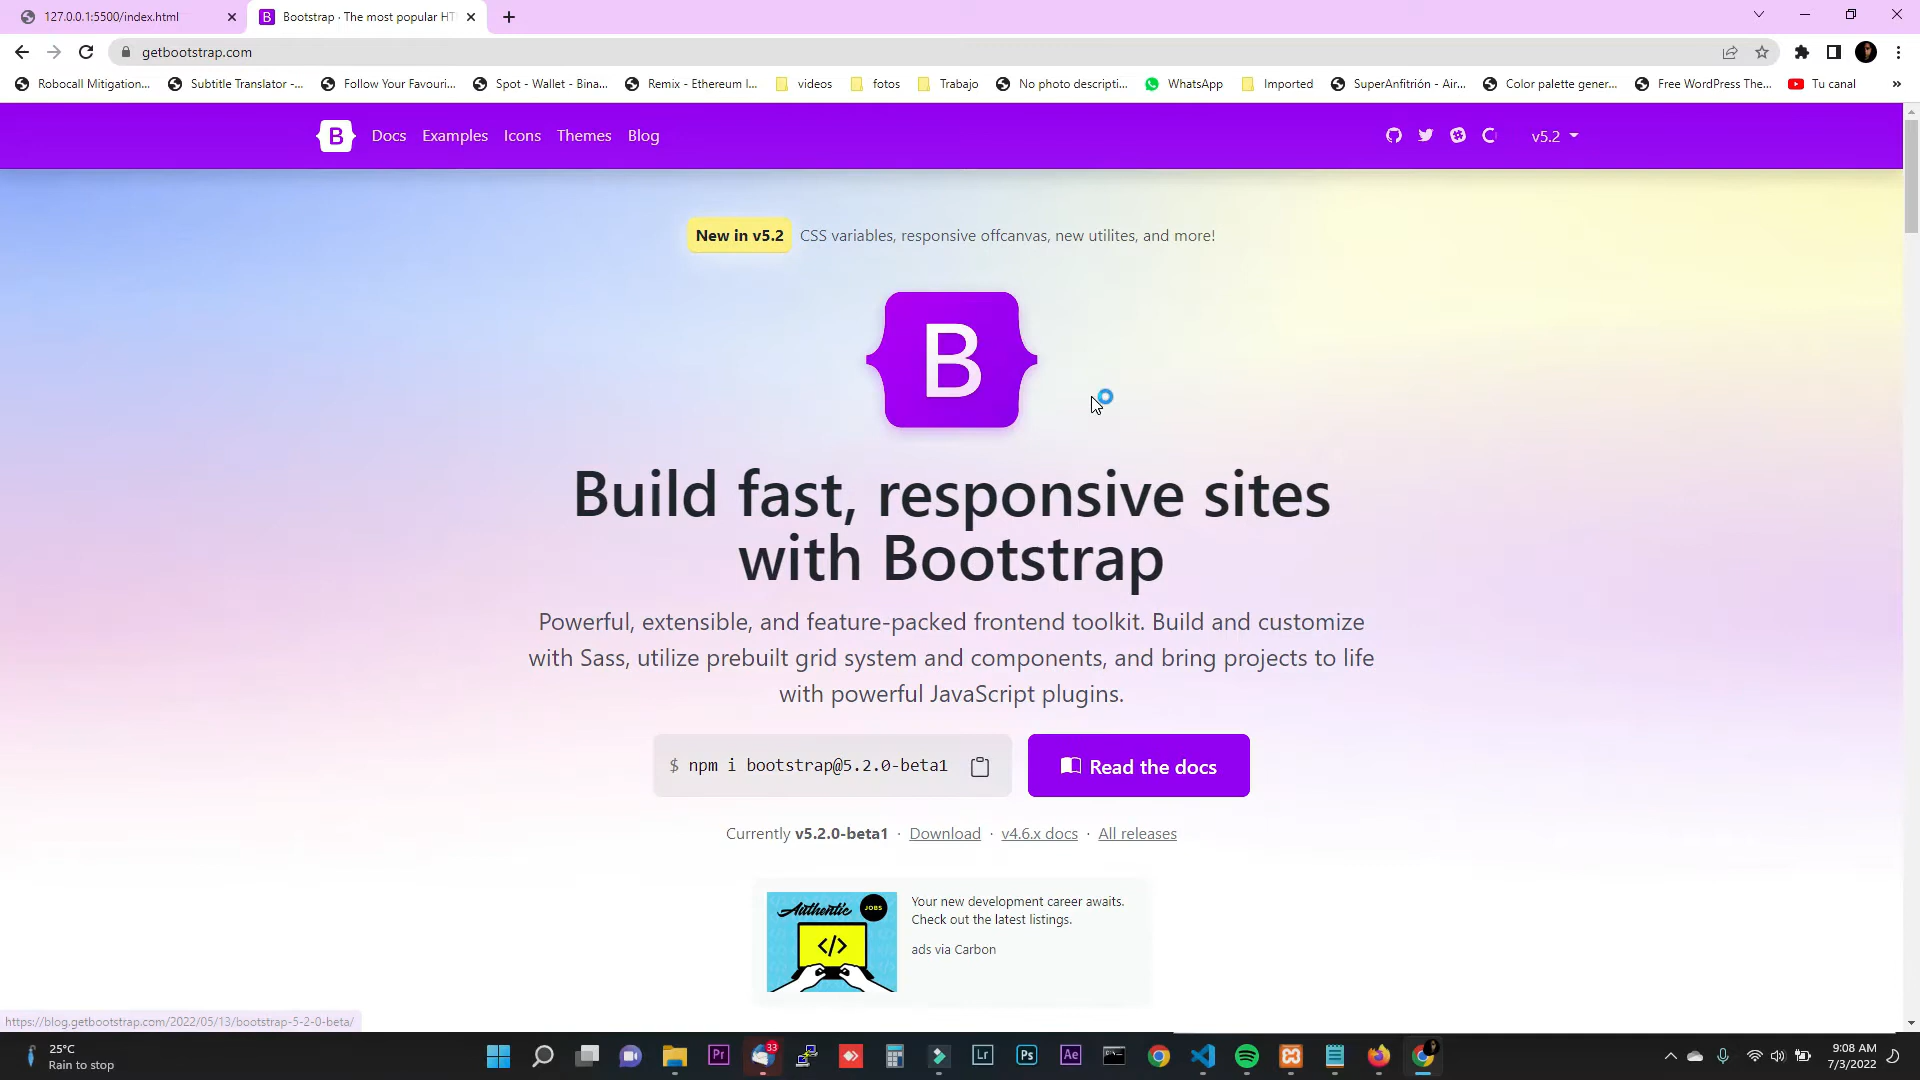 127.0.0.1:5500/index.html
Bootstrap · The most popular HT
getbootstrap.com
Robocall Mitigation...
Subtitle Translator -...
Follow Your Favouri...
Spot - Wallet - Bina...
Remix - Ethereum I...
videos
fotos
Trabajo
No photo descripti...
WhatsApp
Imported
SuperAnfitrión - Air...
Color palette gener...
Free WordPress The...
Tu canal
»
B
Docs
Examples
Icons
Themes
Blog
v5.2
New in v5.2 CSS variables, responsive offcanvas, new utilites, and more!
B
Build fast, responsive sites
with Bootstrap
Powerful, extensible, and feature-packed frontend toolkit. Build and customize
with Sass, utilize prebuilt grid system and components, and bring projects to life
with powerful JavaScript plugins.
$ npm i bootstrap@5.2.0-beta1
Read the docs
Currently v5.2.0-beta1 · Download · v4.6.x docs · All releases
Authentic JOBS
</>
Your new development career awaits.
Check out the latest listings.
ads via Carbon
https://blog.getbootstrap.com/2022/05/13/bootstrap-5-2-0-beta/
25°C
Rain to stop
Pr
33
Lr
Ps
Ae
9:08 AM
7/3/2022